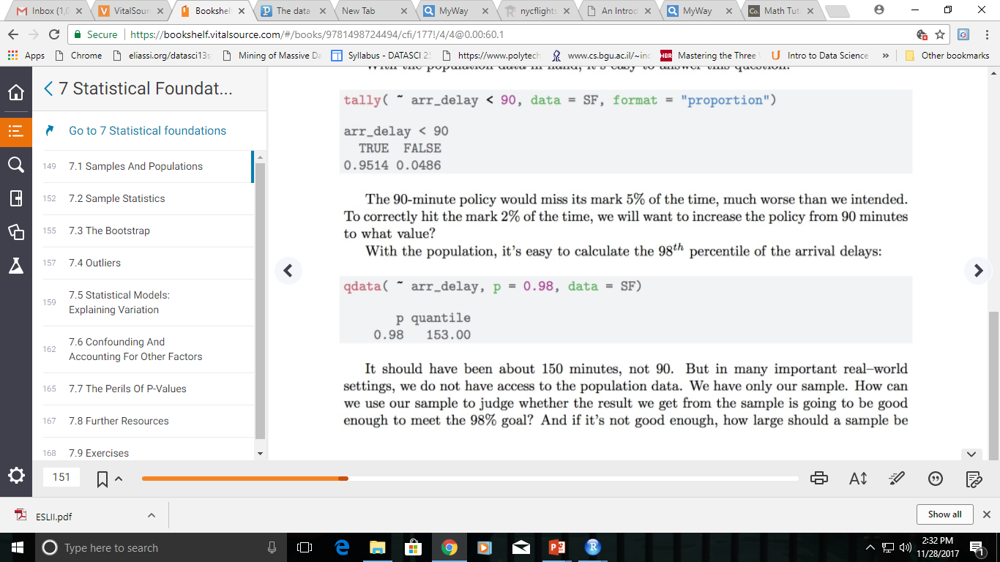 Inbox (1,0
VitalSour
Bookshel
The data
New Tab
MyWay
nycflights
An Introd
MyWay
Co.
Math Tut
Secure
https://bookshelf.vitalsource.com/#/books/9781498724494/cfi/177!/4/4@0.00:60.1
Apps
Chrome
eliassi.org/datasci13s
Mining of Massive Da
Syllabus - DATASCI 25
https://www.polytech
www.cs.bgu.ac.il/~inc
HBR
Mastering the Three
Intro to Data Science
»
Other bookmarks
7 Statistical Foundat...
Go to 7 Statistical foundations
149 7.1 Samples And Populations
152 7.2 Sample Statistics
155 7.3 The Bootstrap
157 7.4 Outliers
159 7.5 Statistical Models:
Explaining Variation
162 7.6 Confounding And
Accounting For Other Factors
165 7.7 The Perils Of P-Values
167 7.8 Further Resources
168 7.9 Exercises
With the population data in hand, it's easy to answer this question.
tally( ~ arr_delay < 90, data = SF, format = "proportion")
arr_delay < 90
TRUE FALSE
0.9514 0.0486
The 90-minute policy would miss its mark 5% of the time, much worse than we intended.
To correctly hit the mark 2% of the time, we will want to increase the policy from 90 minutes
to what value?
With the population, it's easy to calculate the 98th percentile of the arrival delays:
qdata( ~ arr_delay, p = 0.98, data = SF)
p quantile
0.98 153.00
It should have been about 150 minutes, not 90. But in many important real–world
settings, we do not have access to the population data. We have only our sample. How can
we use our sample to judge whether the result we get from the sample is going to be good
enough to meet the 98% goal? And if it's not good enough, how large should a sample be
151
ESLII.pdf
Show all
Type here to search
2:32 PM
11/28/2017
1